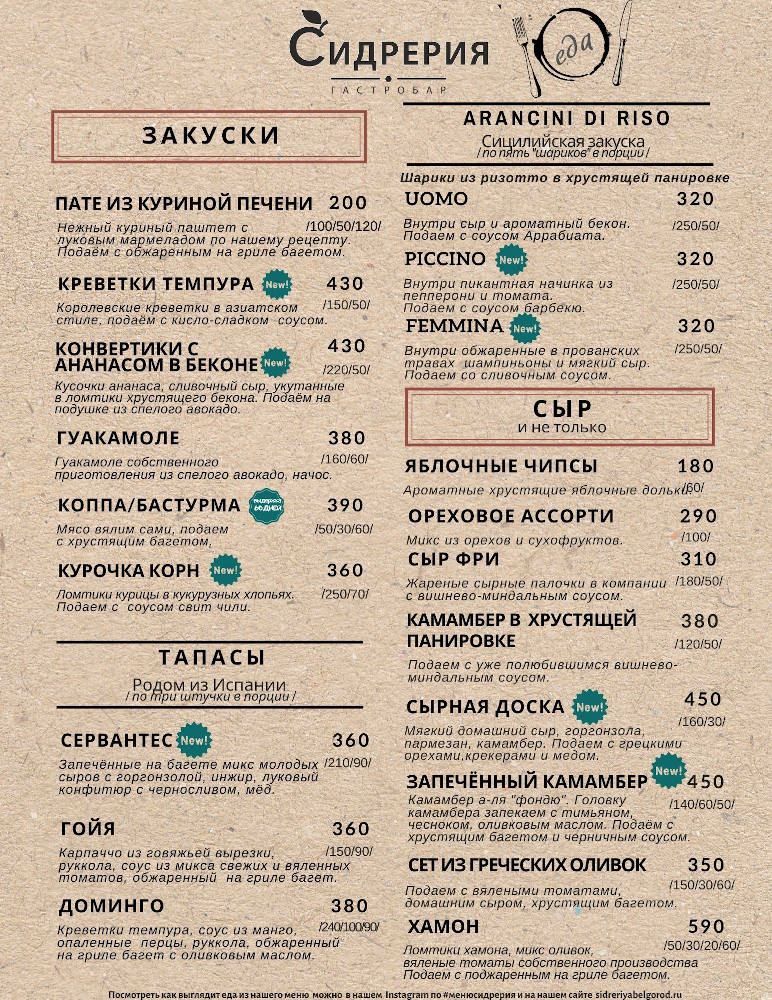 СИДРЕРИЯ
ГАСТРОБАР
еда
ЗАКУСКИ
ПАТЕ ИЗ КУРИНОЙ ПЕЧЕНИ 200
Нежный куриный паштет с /100/50/120/
луковым мармеладом по нашему рецепту.
Подаём с обжаренным на гриле багетом.
КРЕВЕТКИ ТЕМПУРА New! 430
Королевские креветки в азиатском /150/50/
стиле, подаём с кисло-сладком соусом.
КОНВЕРТИКИ С 430
АНАНАСОМ В БЕКОНЕ New! /220/50/
Кусочки ананаса, сливочный сыр, укутанные
в ломтики хрустящего бекона. Подаём на
подушке из спелого авокадо.
ГУАКАМОЛЕ 380
Гуакамоле собственного /160/60/
приготовления из спелого авокадо, начос.
КОППА/БАСТУРМА 60 дней 390
Мясо вялим сами, подаем /50/30/60/
с хрустящим багетом,
КУРОЧКА КОРН New! 360
Ломтики курицы в кукурузных хлопьях. /250/70/
Подаем с соусом свит чили.
ТАПАСЫ
Родом из Испании
/ по три штучки в порции /
СЕРВАНТЕС New! 360
Запечённые на багете микс молодых /210/90/
сыров с горгонзолой, инжир, луковый
конфитюр с черносливом, мёд.
ГОЙЯ 360
Карпаччо из говяжьей вырезки, /150/90/
руккола, соус из микса свежих и вяленных
томатов, обжаренный на гриле багет.
ДОМИНГО 380
Креветки темпура, соус из манго, /240/100/90/
опаленные перцы, руккола, обжаренный
на гриле багет с оливковым маслом.
ARANCINI DI RISO
Сицилийская закуска
/ по пять "шариков" в порции /
Шарики из ризотто в хрустящей панировке
UOMO 320
Внутри сыр и ароматный бекон. /250/50/
Подаем с соусом Аррабиата.
PICCINO New! 320
Внутри пикантная начинка из /250/50/
пепперони и томата.
Подаем с соусом барбекю.
FEMMINA New! 320
Внутри обжаренные в прованских /250/50/
травах шампиньоны и мягкий сыр.
Подаем со сливочным соусом.
СЫР
и не только
ЯБЛОЧНЫЕ ЧИПСЫ 180
Ароматные хрустящие яблочные дольки. /60/
ОРЕХОВОЕ АССОРТИ 290
Микс из орехов и сухофруктов. /100/
СЫР ФРИ 310
Жареные сырные палочки в компании /180/50/
с вишнево-миндальным соусом.
КАМАМБЕР В ХРУСТЯЩЕЙ 380
ПАНИРОВКЕ /120/50/
Подаем с уже полюбившимся вишнево-
миндальным соусом.
СЫРНАЯ ДОСКА New! 450
/160/30/
Мягкий домашний сыр, горгонзола,
пармезан, камамбер. Подаем с грецкими
орехами,крекерами и медом.
ЗАПЕЧЁННЫЙ КАМАМБЕР New! 450
Камамбер а-ля "фондю". Головку /140/60/50/
камамбера запекаем с тимьяном,
чесноком, оливковым маслом. Подаём с
хрустящим багетом и черничным соусом.
СЕТ ИЗ ГРЕЧЕСКИХ ОЛИВОК 350
Подаем с вялеными томатами, /150/30/60/
домашним сыром, хрустящим багетом.
ХАМОН 590
Ломтики хамона, микс оливок, /50/30/20/60/
вяленые томаты собственного производства
Подаем с поджаренным на гриле багетом.
Посмотреть как выглядит еда из нашего меню можно в нашем Instagram по #менюсидрерия и на нашем сайте sidreriyabelgorod.ru